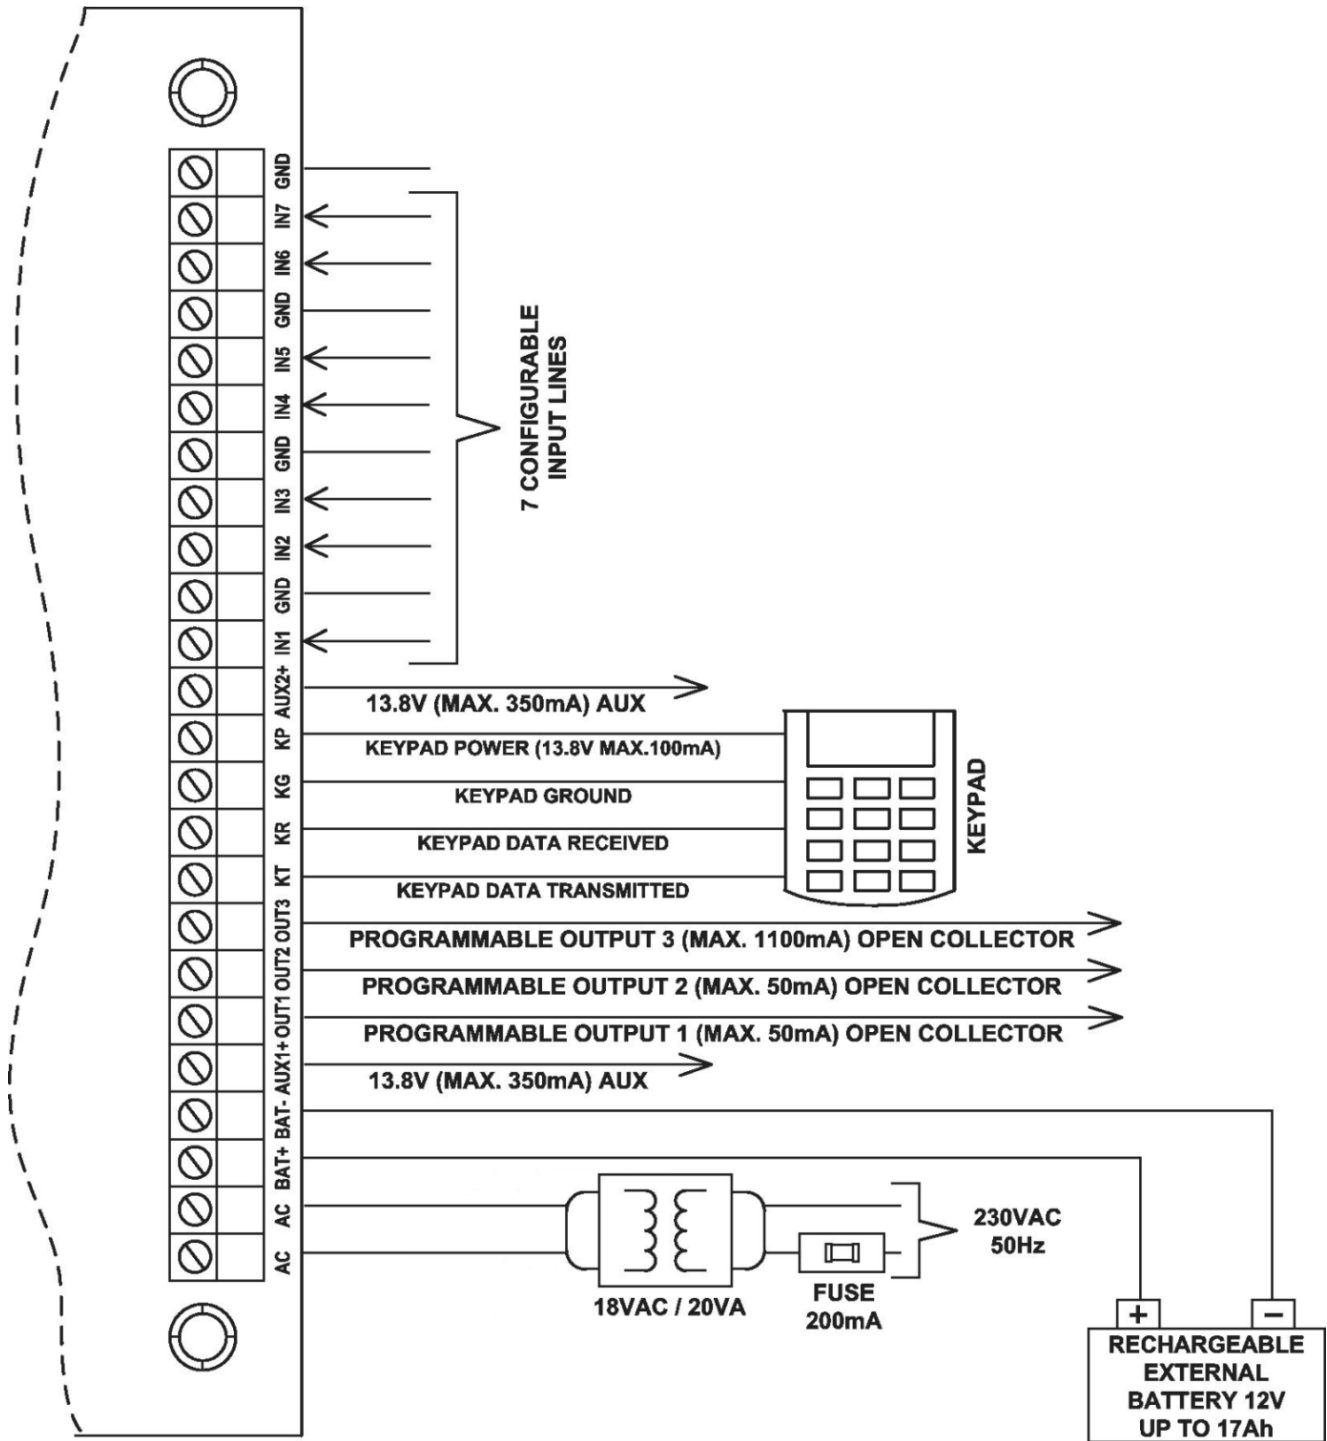 GND
IN7
IN6
GND
IN5
IN4
GND
IN3
IN2
GND
IN1
7 CONFIGURABLE
INPUT LINES
AUX2+
13.8V (MAX. 350mA) AUX
KP
KEYPAD POWER (13.8V MAX.100mA)
KG
KEYPAD GROUND
KR
KEYPAD DATA RECEIVED
KT
KEYPAD DATA TRANSMITTED
KEYPAD
OUT3
PROGRAMMABLE OUTPUT 3 (MAX. 1100mA) OPEN COLLECTOR
OUT2
PROGRAMMABLE OUTPUT 2 (MAX. 50mA) OPEN COLLECTOR
OUT1
PROGRAMMABLE OUTPUT 1 (MAX. 50mA) OPEN COLLECTOR
AUX1+
13.8V (MAX. 350mA) AUX
BAT-
BAT+
AC
AC
18VAC / 20VA
FUSE
200mA
230VAC
50Hz
+
−
RECHARGEABLE
EXTERNAL
BATTERY 12V
UP TO 17Ah